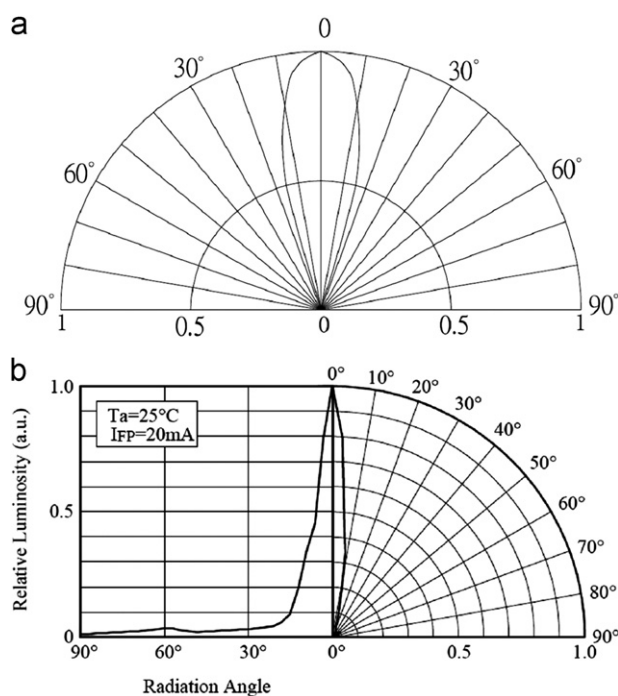 a
0
30° 30°
60° 60°
90° 90°
1 0.5 0 0.5 1
b
Relative Luminosity (a.u.)
1.0
0.5
0
Ta=25°C
IFP=20mA
0° 10° 20° 30° 40° 50° 60° 70° 80° 90°
90° 60° 30° 0° 0.5 1.0
Radiation Angle